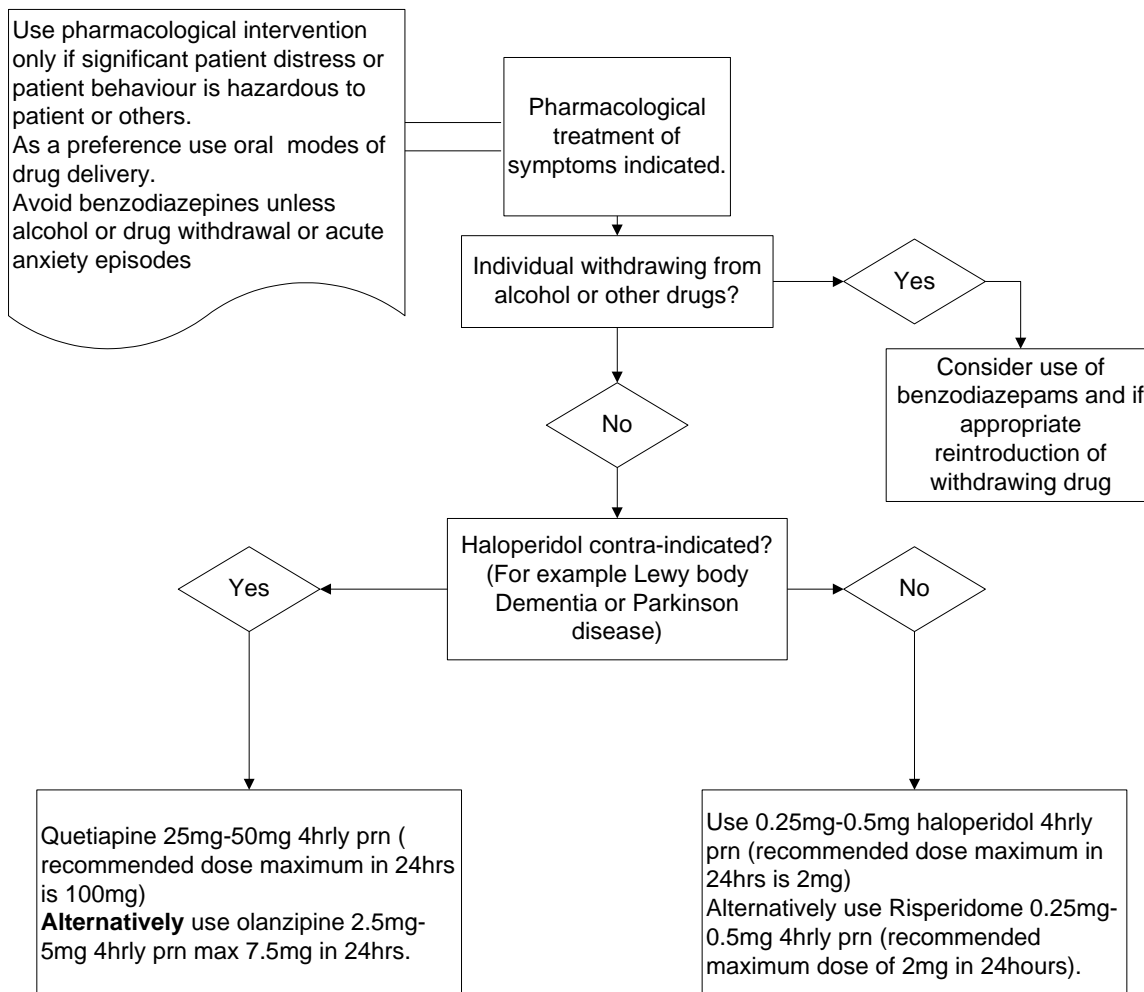 Use pharmacological intervention
only if significant patient distress or
patient behaviour is hazardous to
patient or others.
As a preference use oral  modes of
drug delivery.
Avoid benzodiazepines unless
alcohol or drug withdrawal or acute
anxiety episodes
Pharmacological
treatment of
symptoms indicated.
Individual withdrawing from
alcohol or other drugs?
Yes
Consider use of
benzodiazepams and if
appropriate
reintroduction of
withdrawing drug
No
Haloperidol contra-indicated?
(For example Lewy body
Dementia or Parkinson
disease)
Yes
No
Quetiapine 25mg-50mg 4hrly prn (
recommended dose maximum in 24hrs
is 100mg)
Alternatively use olanzipine 2.5mg-
5mg 4hrly prn max 7.5mg in 24hrs.
Use 0.25mg-0.5mg haloperidol 4hrly
prn (recommended dose maximum in
24hrs is 2mg)
Alternatively use Risperidome 0.25mg-
0.5mg 4hrly prn (recommended
maximum dose of 2mg in 24hours).